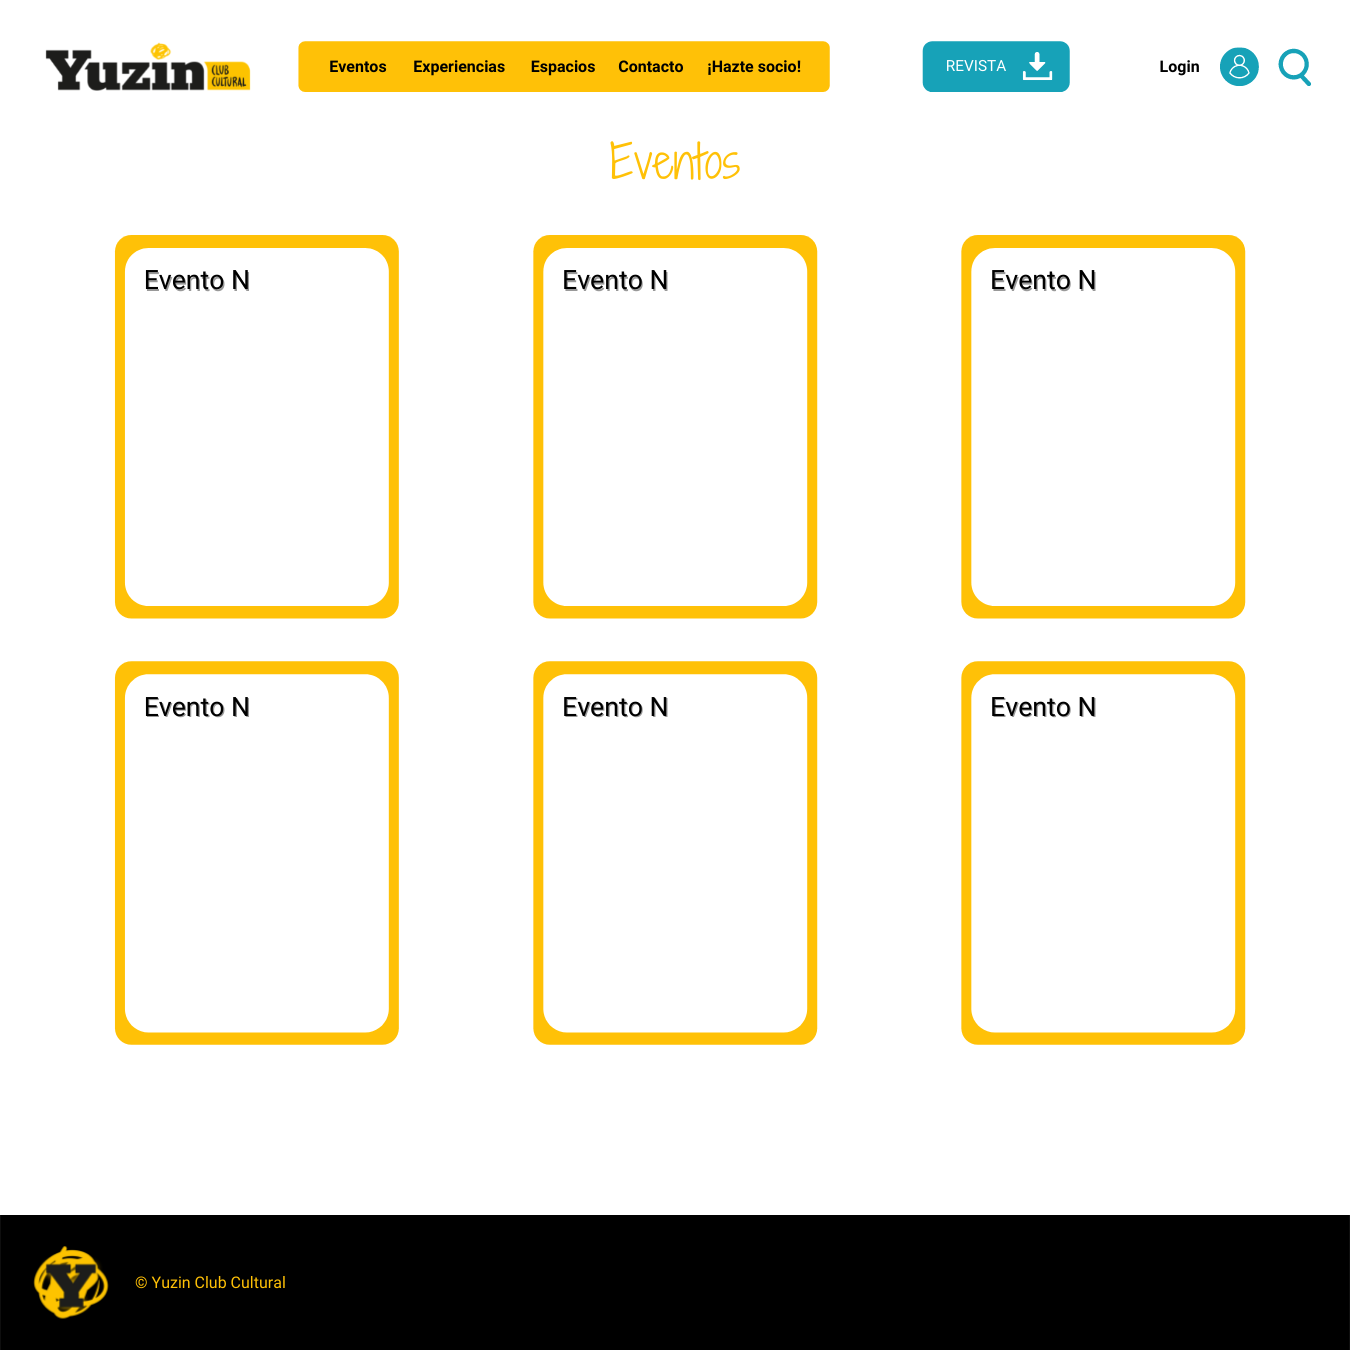 Yuzin CLUB CULTURAL
Eventos Experiencias Espacios Contacto ¡Hazte socio!
REVISTA
Login
Eventos
Evento N
Evento N
Evento N
Evento N
Evento N
Evento N
Y
© Yuzin Club Cultural